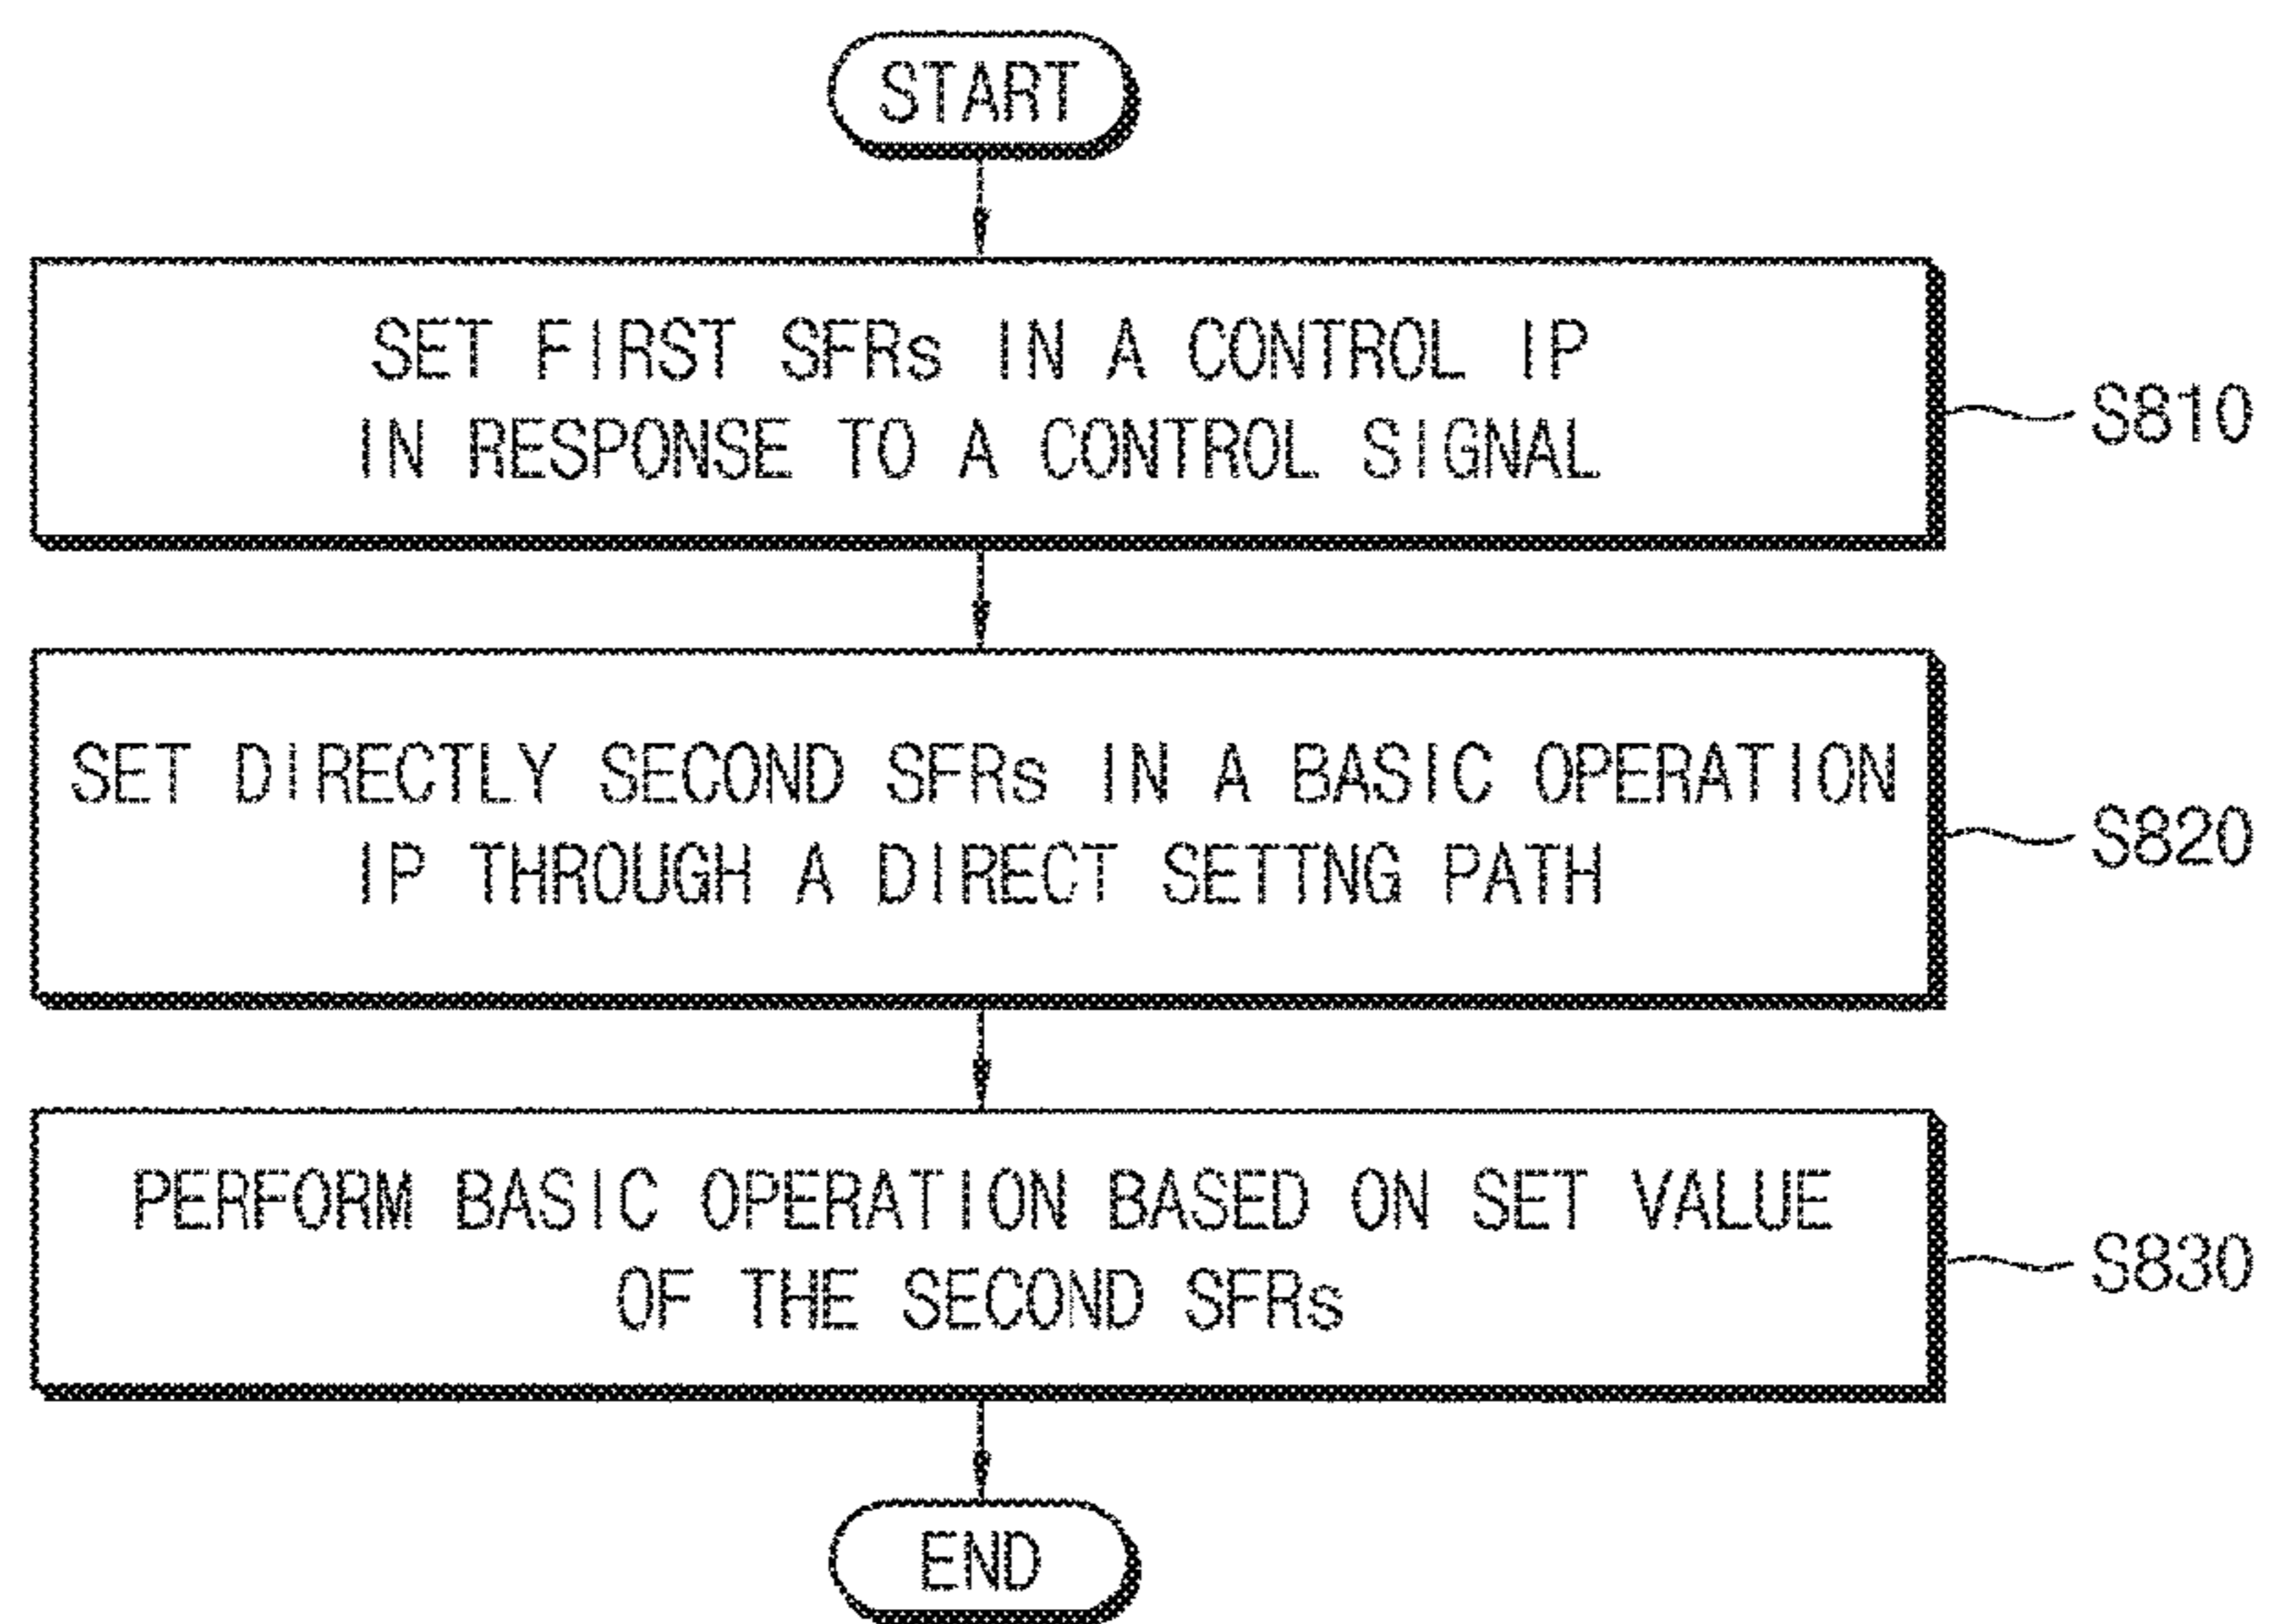 START
SET FIRST SFRs IN A CONTROL IP
IN RESPONSE TO A CONTROL SIGNAL
S810
SET DIRECTLY SECOND SFRs IN A BASIC OPERATION
IP THROUGH A DIRECT SETTNG PATH
S820
PERFORM BASIC OPERATION BASED ON SET VALUE
OF THE SECOND SFRs
S830
END